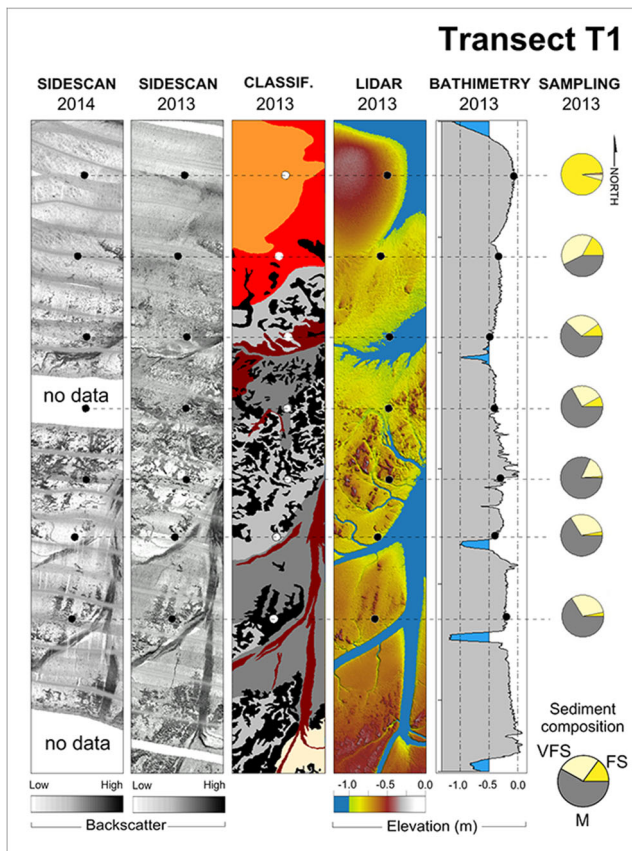 Transect T1
SIDESCAN SIDESCAN CLASSIF. LIDAR BATHIMETRY SAMPLING
2014 2013 2013 2013 2013 2013
NORTH
no data
no data
Sediment
composition
VFS FS
M
Low High Low High -1.0 -0.5 0.0 -1.0 -0.5 0.0
Backscatter Elevation (m)